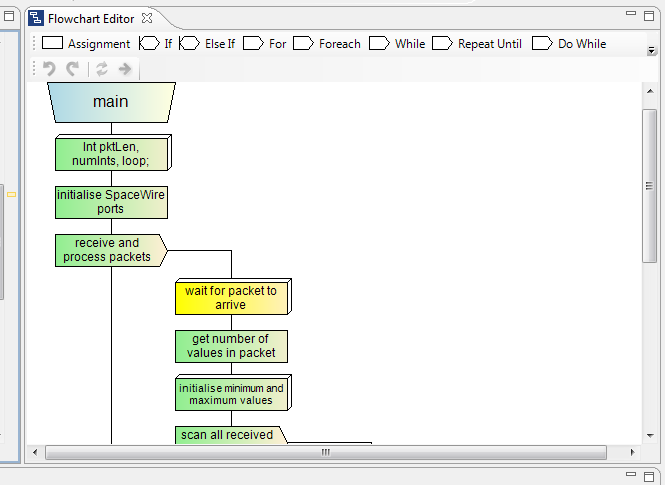 Flowchart Editor
Assignment If Else If For Foreach While Repeat Until Do While
main
Int pktLen,
numInts, loop;
initialise SpaceWire
ports
receive and
process packets
wait for packet to
arrive
get number of
values in packet
initialise minimum and
maximum values
scan all received